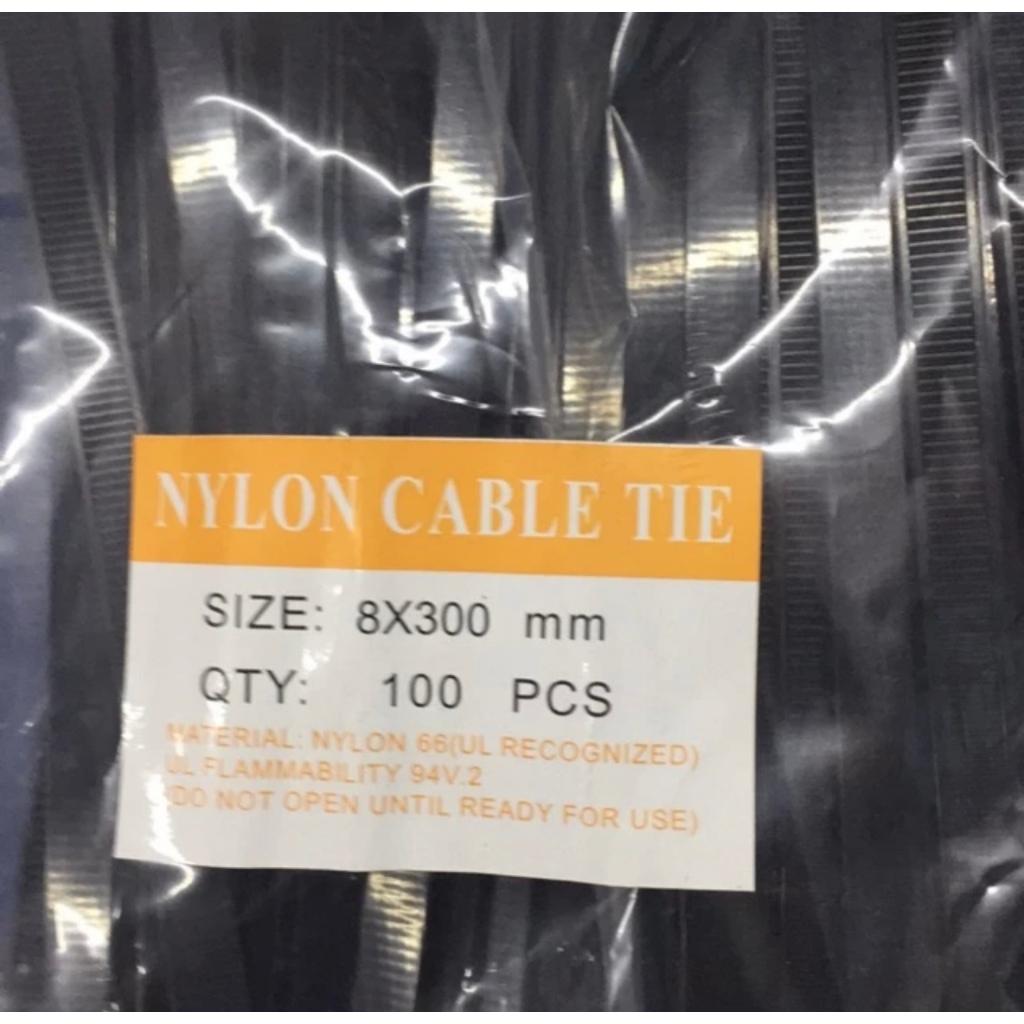 NYLON CABLE TIE
SIZE: 8X300 mm
QTY: 100 PCS
MATERIAL: NYLON 66(UL RECOGNIZED)
UL FLAMMABILITY 94V.2
(DO NOT OPEN UNTIL READY FOR USE)